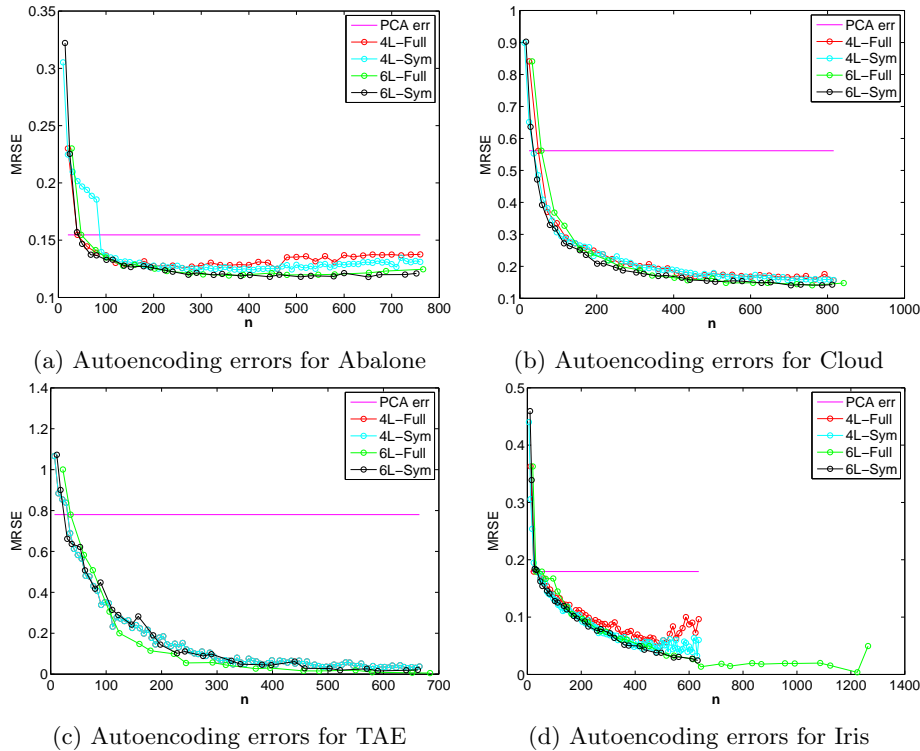 0.35
0.3
0.25
0.2
0.15
0.1
MRSE
0 100 200 300 400 500 600 700 800
n
PCA err
4L−Full
4L−Sym
6L−Full
6L−Sym
(a) Autoencoding errors for Abalone
1
0.9
0.8
0.7
0.6
0.5
0.4
0.3
0.2
0.1
MRSE
0 200 400 600 800 1000
n
PCA err
4L−Full
4L−Sym
6L−Full
6L−Sym
(b) Autoencoding errors for Cloud
1.4
1.2
1
0.8
0.6
0.4
0.2
0
MRSE
0 100 200 300 400 500 600 700
n
PCA err
4L−Full
4L−Sym
6L−Full
6L−Sym
(c) Autoencoding errors for TAE
0.5
0.4
0.3
0.2
0.1
0
MRSE
0 200 400 600 800 1000 1200 1400
n
PCA err
4L−Full
4L−Sym
6L−Full
6L−Sym
(d) Autoencoding errors for Iris